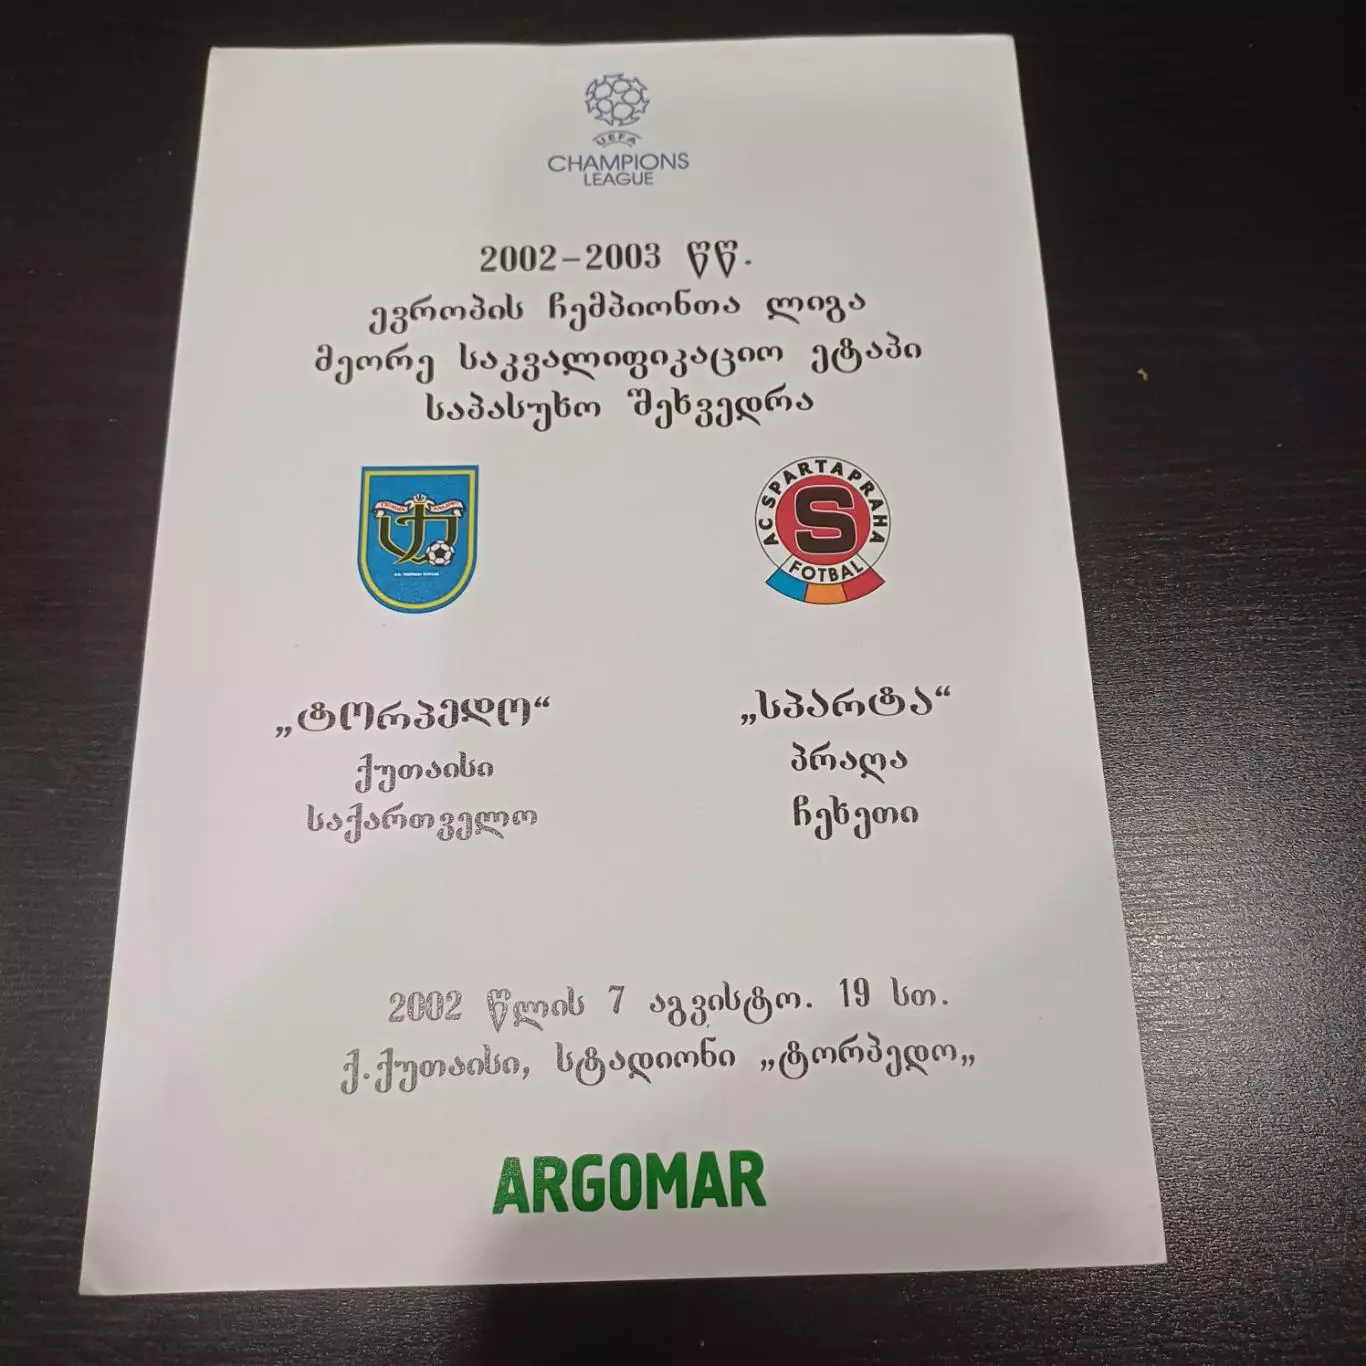 UEFA
CHAMPIONS
LEAGUE
2002-2003 წწ.
ევროპის ჩემპიონთა ლიგა
მეორე საკვალიფიკაციო ეტაპი
საპასუხო შეხვედრა
AC SPARTA PRAHA
S
FOTBAL
„ტორპედო“
ქუთაისი
საქართველო
„სპარტა“
პრაღა
ჩეხეთი
2002 წლის 7 აგვისტო. 19 სთ.
ქ.ქუთაისი, სტადიონი „ტორპედო„
ARGOMAR